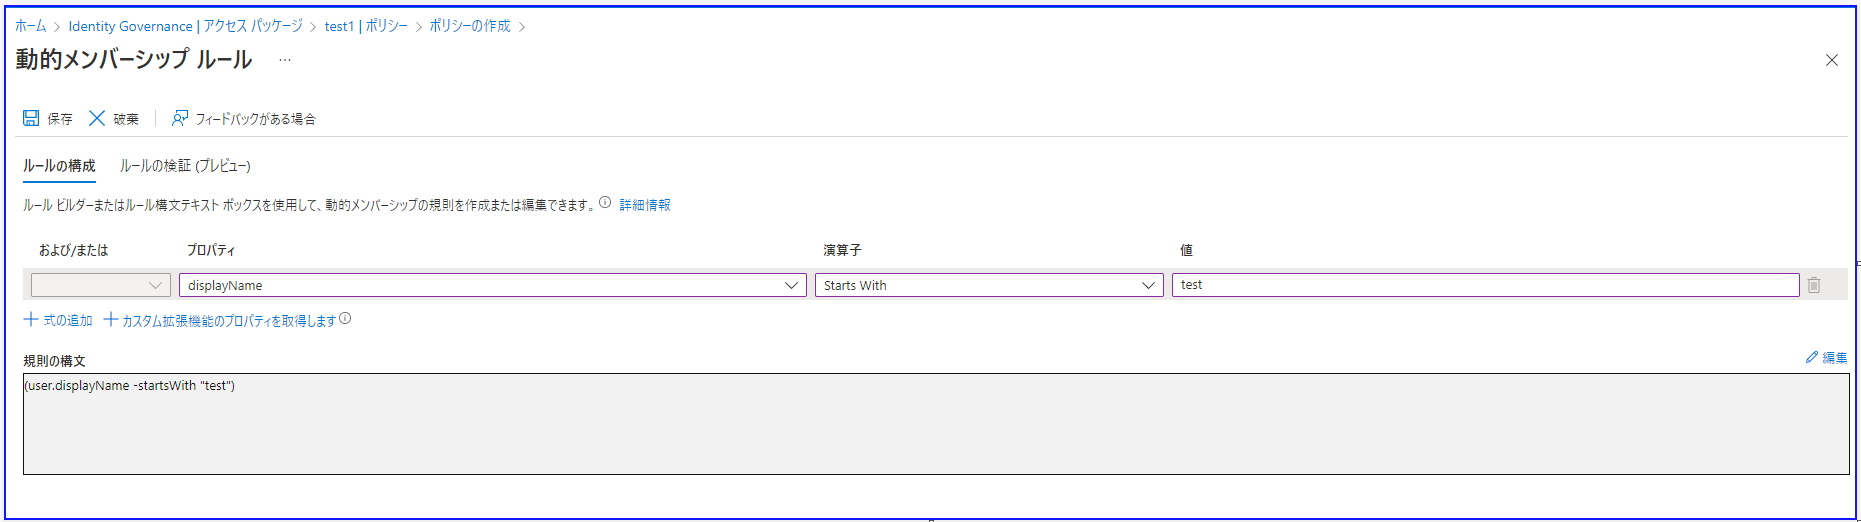 ホーム > Identity Governance | アクセス パッケージ > test1 | ポリシー > ポリシーの作成 >
動的メンバーシップ ルール ...
保存 破棄 フィードバックがある場合
ルールの構成 ルールの検証 (プレビュー)
ルール ビルダーまたはルール構文テキスト ボックスを使用して、動的メンバーシップの規則を作成または編集できます。 詳細情報
および/または プロパティ 演算子 値
displayName Starts With test
+ 式の追加 + カスタム拡張機能のプロパティを取得します
規則の構文 編集
(user.displayName -startsWith "test")